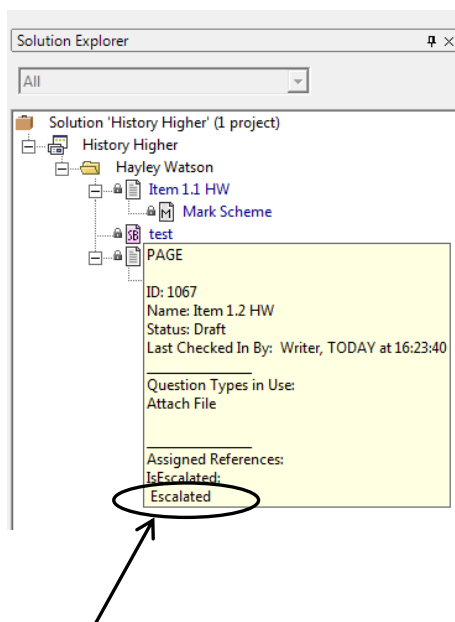 Solution Explorer
All
Solution 'History Higher' (1 project)
History Higher
Hayley Watson
Item 1.1 HW
M Mark Scheme
SB test
PAGE
ID: 1067
Name: Item 1.2 HW
Status: Draft
Last Checked In By: Writer, TODAY at 16:23:40
Question Types in Use:
Attach File
Assigned References:
IsEscalated:
Escalated